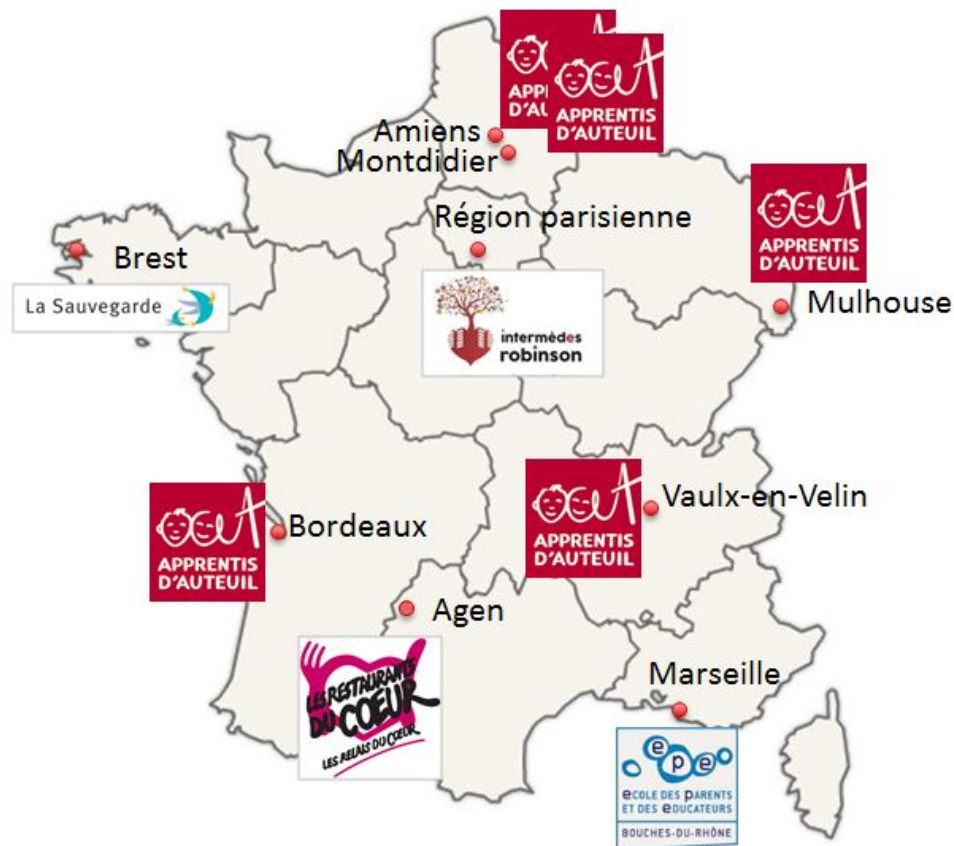 APPRENTIS
D'AUTEUIL
Amiens
Montdidier
APPRENTIS
D'AUTEUIL
Région parisienne
Brest
La Sauvegarde
intermèdes
robinson
Mulhouse
APPRENTIS
D'AUTEUIL
Bordeaux
APPRENTIS
D'AUTEUIL
Vaulx-en-Velin
Agen
LES RESTAURANTS
DU COEUR
LES RELAIS DU COEUR
Marseille
epe
ecole des parents
et des educateurs
BOUCHES-DU-RHÔNE